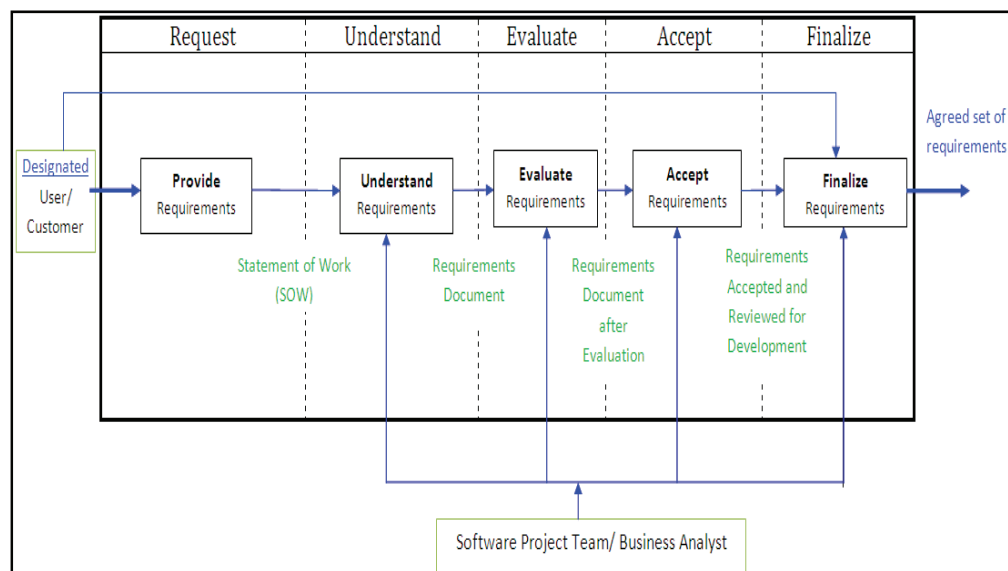 Request
Understand
Evaluate
Accept
Finalize
Agreed set of
requirements
Designated
User/
Customer
Provide
Requirements
Understand
Requirements
Evaluate
Requirements
Accept
Requirements
Finalize
Requirements
Statement of Work
(SOW)
Requirements
Document
Requirements
Document
after
Evaluation
Requirements
Accepted and
Reviewed for
Development
Software Project Team/ Business Analyst